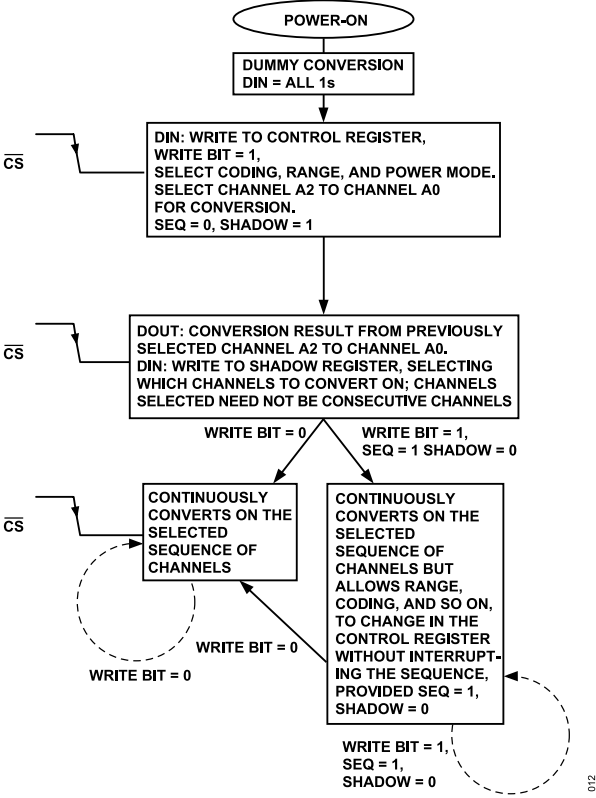 POWER-ON
DUMMY CONVERSION
DIN = ALL 1s
CS
DIN: WRITE TO CONTROL REGISTER,
WRITE BIT = 1,
SELECT CODING, RANGE, AND POWER MODE.
SELECT CHANNEL A2 TO CHANNEL A0
FOR CONVERSION.
SEQ = 0, SHADOW = 1
CS
DOUT: CONVERSION RESULT FROM PREVIOUSLY
SELECTED CHANNEL A2 TO CHANNEL A0.
DIN: WRITE TO SHADOW REGISTER, SELECTING
WHICH CHANNELS TO CONVERT ON; CHANNELS
SELECTED NEED NOT BE CONSECUTIVE CHANNELS
WRITE BIT = 0
WRITE BIT = 1,
SEQ = 1 SHADOW = 0
CS
CONTINUOUSLY
CONVERTS ON THE
SELECTED
SEQUENCE OF
CHANNELS
WRITE BIT = 0
WRITE BIT = 0
CONTINUOUSLY
CONVERTS ON THE
SELECTED
SEQUENCE OF
CHANNELS BUT
ALLOWS RANGE,
CODING, AND SO ON,
TO CHANGE IN THE
CONTROL REGISTER
WITHOUT INTERRUPT-
ING THE SEQUENCE,
PROVIDED SEQ = 1,
SHADOW = 0
WRITE BIT = 1,
SEQ = 1,
SHADOW = 0
012